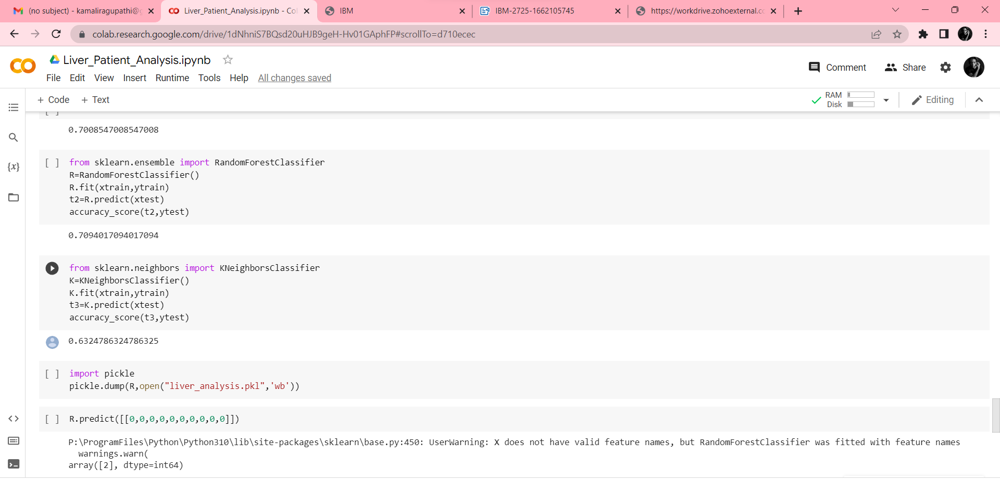 (no subject) - kamaliragupathi@g
Liver_Patient_Analysis.ipynb - Col
IBM
IBM-2725-1662105745
https://workdrive.zohoexternal.co
colab.research.google.com/drive/1dNhniS7BQsd20uHJB9geH-Hv01GAphFP#scrollTo=d710ecec
Liver_Patient_Analysis.ipynb
Comment
Share
File Edit View Insert Runtime Tools Help All changes saved
+ Code + Text
RAM
Disk
Editing
[ ]
0.7008547008547008
[ ] from sklearn.ensemble import RandomForestClassifier
R=RandomForestClassifier()
R.fit(xtrain,ytrain)
t2=R.predict(xtest)
accuracy_score(t2,ytest)
0.7094017094017094
from sklearn.neighbors import KNeighborsClassifier
K=KNeighborsClassifier()
K.fit(xtrain,ytrain)
t3=K.predict(xtest)
accuracy_score(t3,ytest)
0.6324786324786325
[ ] import pickle
pickle.dump(R,open("liver_analysis.pkl",'wb'))
[ ] R.predict([[0,0,0,0,0,0,0,0,0,0]])
P:\ProgramFiles\Python\Python310\lib\site-packages\sklearn\base.py:450: UserWarning: X does not have valid feature names, but RandomForestClassifier was fitted with feature names
warnings.warn(
array([2], dtype=int64)